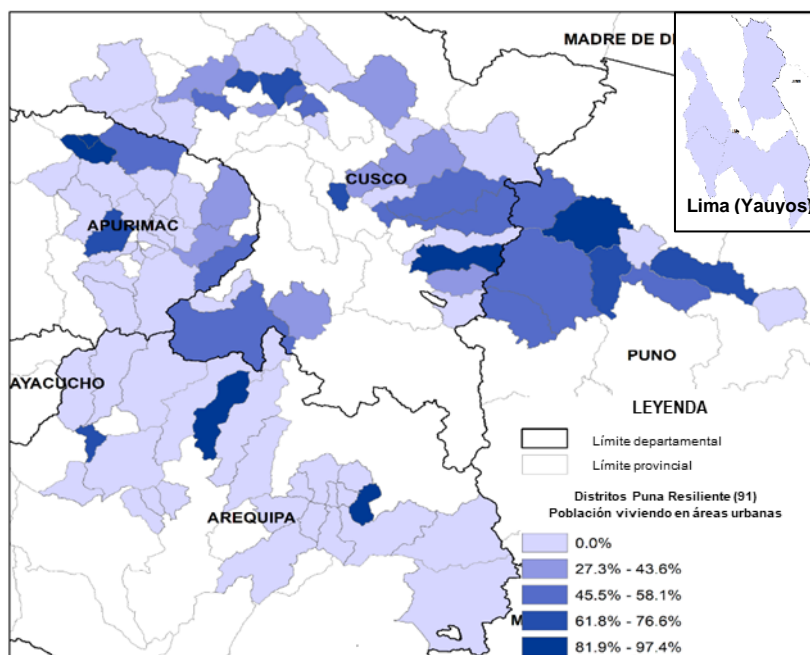 MADRE DE DI
CUSCO
Lima (Yauyos)
APURIMAC
PUNO
AYACUCHO
LEYENDA
Límite departamental
Límite provincial
Distritos Puna Resiliente (91)
Población viviendo en áreas urbanas
AREQUIPA
0.0%
27.3% - 43.6%
45.5% - 58.1%
61.8% - 76.6%
M
81.9% - 97.4%